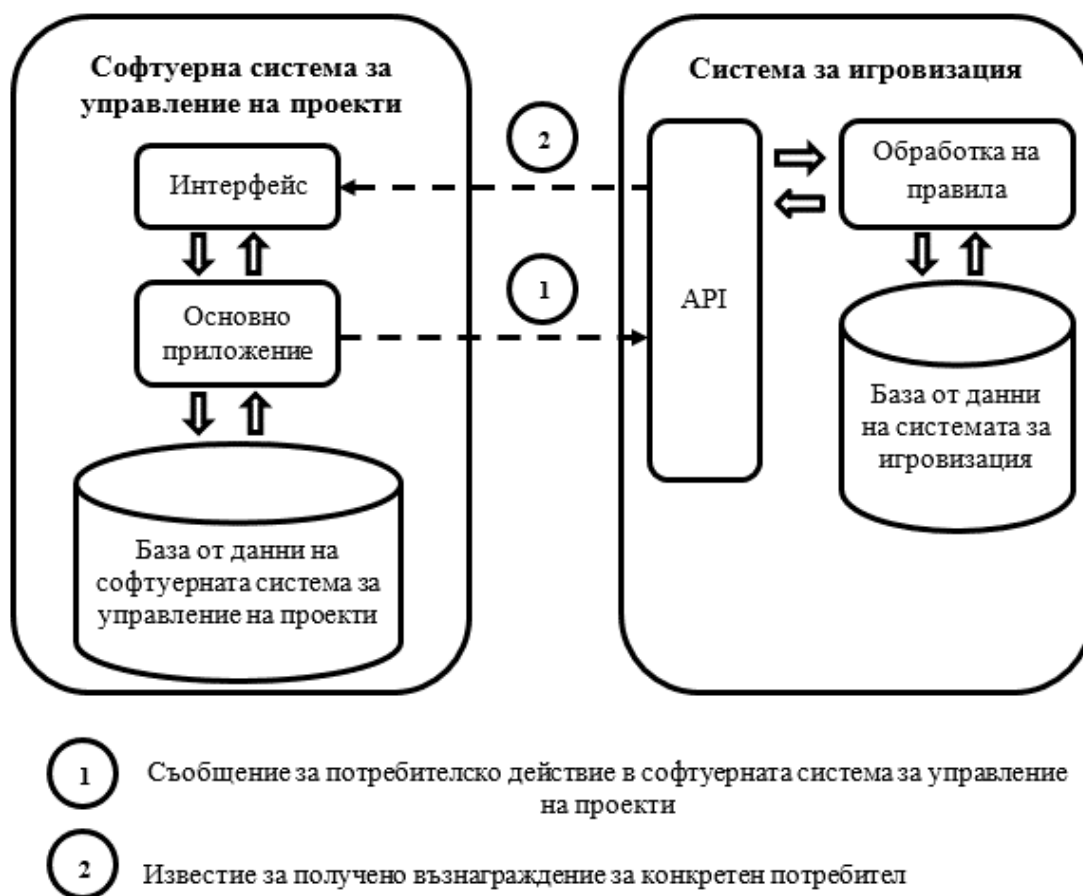 Софтуерна система за
управление на проекти
Интерфейс
Основно
приложение
База от данни на
софтуерната система за
управление на проекти
2
1
Система за игровизация
API
Обработка на
правила
База от данни
на системата за
игровизация
1
Съобщение за потребителско действие в софтуерната система за управление
на проекти
2
Известие за получено възнаграждение за конкретен потребител